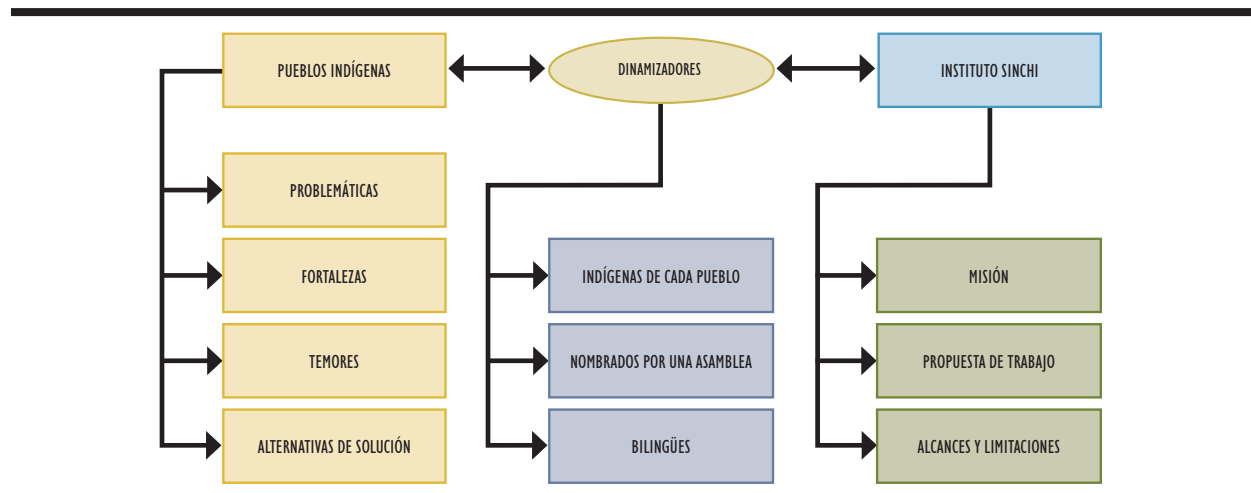 PUEBLOS INDÍGENAS
DINAMIZADORES
INSTITUTO SINCHI
PROBLEMÁTICAS
FORTALEZAS
INDÍGENAS DE CADA PUEBLO
MISIÓN
TEMORES
NOMBRADOS POR UNA ASAMBLEA
PROPUESTA DE TRABAJO
ALTERNATIVAS DE SOLUCIÓN
BILINGÜES
ALCANCES Y LIMITACIONES